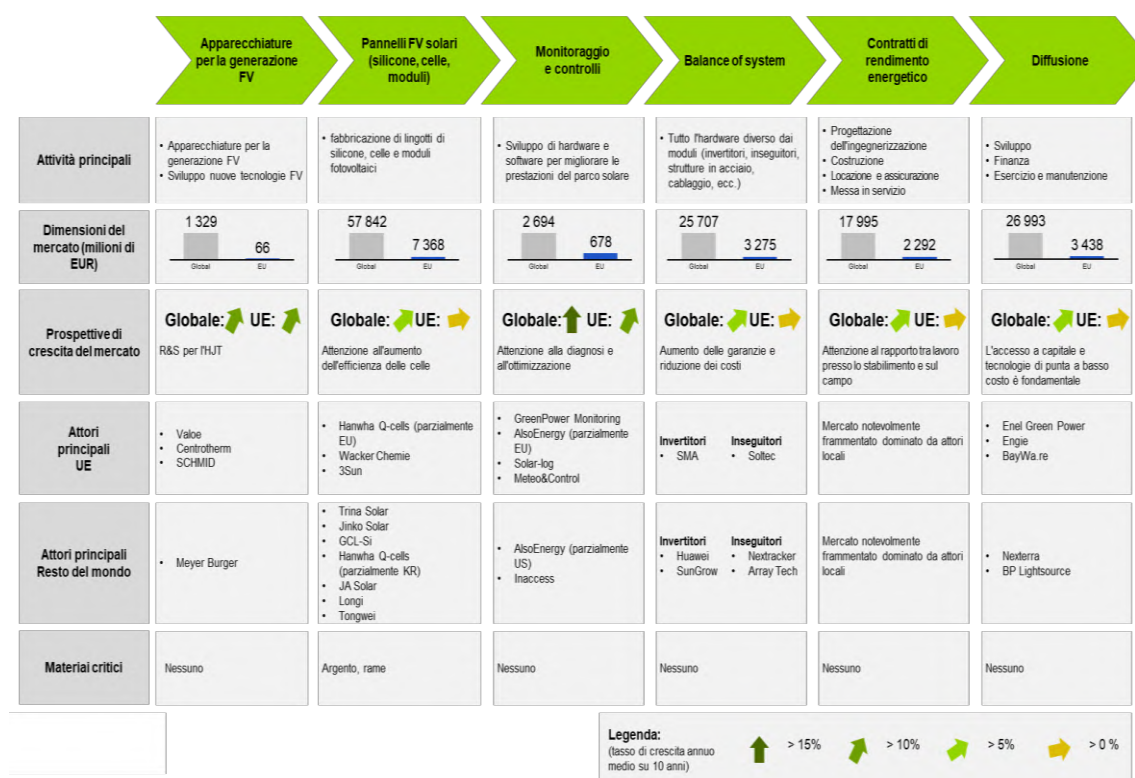 Apparecchiature
per la generazione
FV
Pannelli FV solari
(silicone, celle,
moduli)
Monitoraggio
e controlli
Balance of system
Contratti di
rendimento
energetico
Diffusione
Attività principali
• Apparecchiature per la
generazione FV
• Sviluppo nuove tecnologie FV
• fabbricazione di lingotti di
silicone, celle e moduli
fotovoltaici
• Sviluppo di hardware e
software per migliorare le
prestazioni del parco solare
• Tutto l'hardware diverso dai
moduli (invertitori, inseguitori,
strutture in acciaio,
cablaggio, ecc.)
• Progettazione
dell'ingegnerizzazione
• Costruzione
• Locazione e assicurazione
• Messa in servizio
• Sviluppo
• Finanza
• Esercizio e manutenzione
Dimensioni del
mercato (milioni di
EUR)
1 329
66
Global
EU
57 842
7 368
Global
EU
2 694
678
Global
EU
25 707
3 275
Global
EU
17 995
2 292
Global
EU
26 993
3 438
Global
EU
Prospettive di
crescita del mercato
Globale: UE:
R&S per l'HJT
Globale: UE:
Attenzione all'aumento
dell'efficienza delle celle
Globale: UE:
Attenzione alla diagnosi e
all'ottimizzazione
Globale: UE:
Aumento delle garanzie e
riduzione dei costi
Globale: UE:
Attenzione al rapporto tra lavoro
presso lo stabilimento e sul
campo
Globale: UE:
L'accesso a capitale e
tecnologie di punta a basso
costo è fondamentale
Attori
principali
UE
• Valoe
• Centrotherm
• SCHMID
• Hanwha Q-cells (parzialmente
EU)
• Wacker Chemie
• 3Sun
• GreenPower Monitoring
• AlsoEnergy (parzialmente
EU)
• Solar-log
• Meteo&Control
Invertitori
• SMA
Inseguitori
• Soltec
Mercato notevolmente
frammentato dominato da attori
locali
• Enel Green Power
• Engie
• BayWa.re
Attori principali
Resto del mondo
• Meyer Burger
• Trina Solar
• Jinko Solar
• GCL-Si
• Hanwha Q-cells
(parzialmente KR)
• JA Solar
• Longi
• Tongwei
• AlsoEnergy (parzialmente
US)
• Inaccess
Invertitori
• Huawei
• SunGrow
Inseguitori
• Nextracker
• Array Tech
Mercato notevolmente
frammentato dominato da attori
locali
• Nexterra
• BP Lightsource
Materiai critici
Nessuno
Argento, rame
Nessuno
Nessuno
Nessuno
Nessuno
Legenda:
(tasso di crescita annuo
medio su 10 anni)
> 15%
> 10%
> 5%
> 0 %